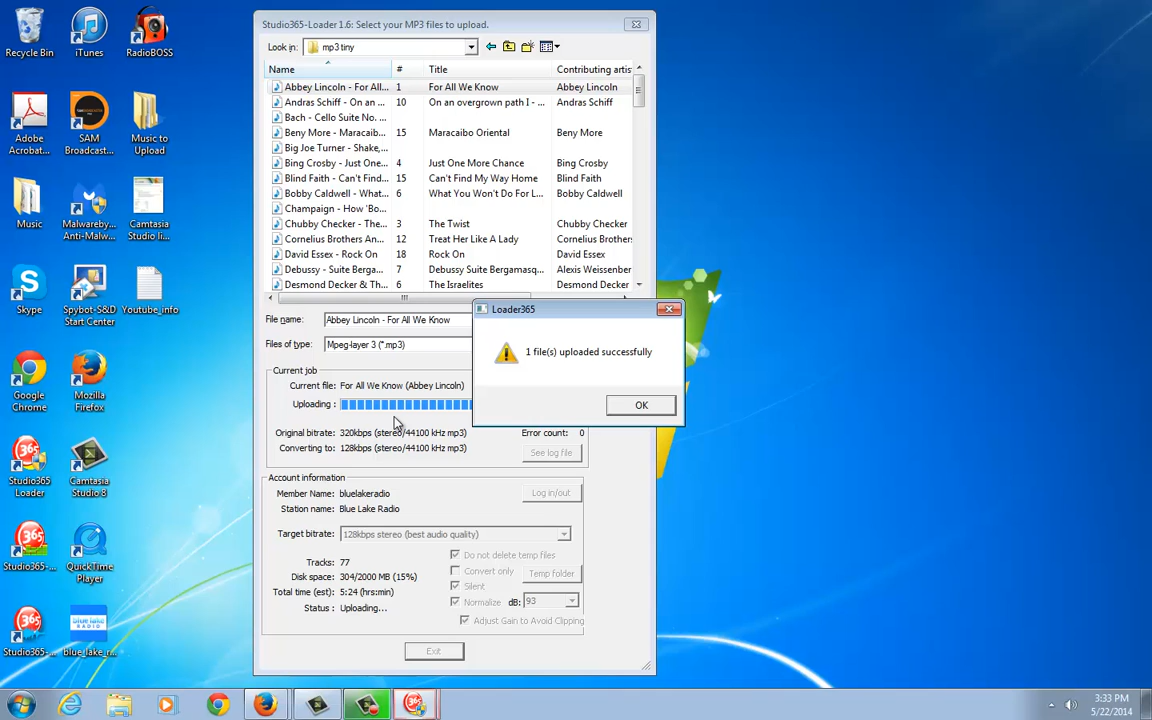 Recycle Bin
iTunes
RadioBOSS
Adobe
Acrobat...
SAM
Broadcast...
Music to
Upload
Music
Malwareby...
Anti-Malw...
Camtasia
Studio li...
Skype
Spybot-S&D
Start Center
Youtube_info
Google
Chrome
Mozilla
Firefox
Studio365
Loader
Camtasia
Studio 8
Studio365-...
QuickTime
Player
Studio365-...
blue_lake_r...
Studio365-Loader 1.6: Select your MP3 files to upload.
Look in: mp3 tiny
Name # Title Contributing artis
Abbey Lincoln - For All... 1 For All We Know Abbey Lincoln
Andras Schiff - On an ... 10 On an overgrown path I - ... Andras Schiff
Bach - Cello Suite No. ...
Beny More - Maracaib... 15 Maracaibo Oriental Beny More
Big Joe Turner - Shake,...
Bing Crosby - Just One... 4 Just One More Chance Bing Crosby
Blind Faith - Can't Find... 15 Can't Find My Way Home Blind Faith
Bobby Caldwell - What... 6 What You Won't Do For L... Bobby Caldwell
Champaign - How 'Bo...
Chubby Checker - The... 3 The Twist Chubby Checker
Cornelius Brothers An... 12 Treat Her Like A Lady Cornelius Brothers
David Essex - Rock On 18 Rock On David Essex
Debussy - Suite Berga... 7 Debussy Suite Bergamasq... Alexis Weissenber
Desmond Decker & Th... 6 The Israelites Desmond Decker
File name: Abbey Lincoln - For All We Know
Files of type: Mpeg-layer 3 (*.mp3)
Loader365
1 file(s) uploaded successfully
OK
Current job
Current file: For All We Know (Abbey Lincoln)
Uploading :
Original bitrate: 320kbps (stereo/44100 kHz mp3) Error count: 0
Converting to: 128kbps (stereo/44100 kHz mp3) See log file
Account information
Member Name: bluelakeradio Log in/out
Station name: Blue Lake Radio
Target bitrate: 128kbps stereo (best audio quality)
Tracks: 77 Do not delete temp files
Disk space: 304/2000 MB (15%) Convert only Temp folder
Total time (est): 5:24 (hrs:min) Silent
Status : Uploading... Normalize dB: 93
Adjust Gain to Avoid Clipping
Exit
3:33 PM
5/22/2014